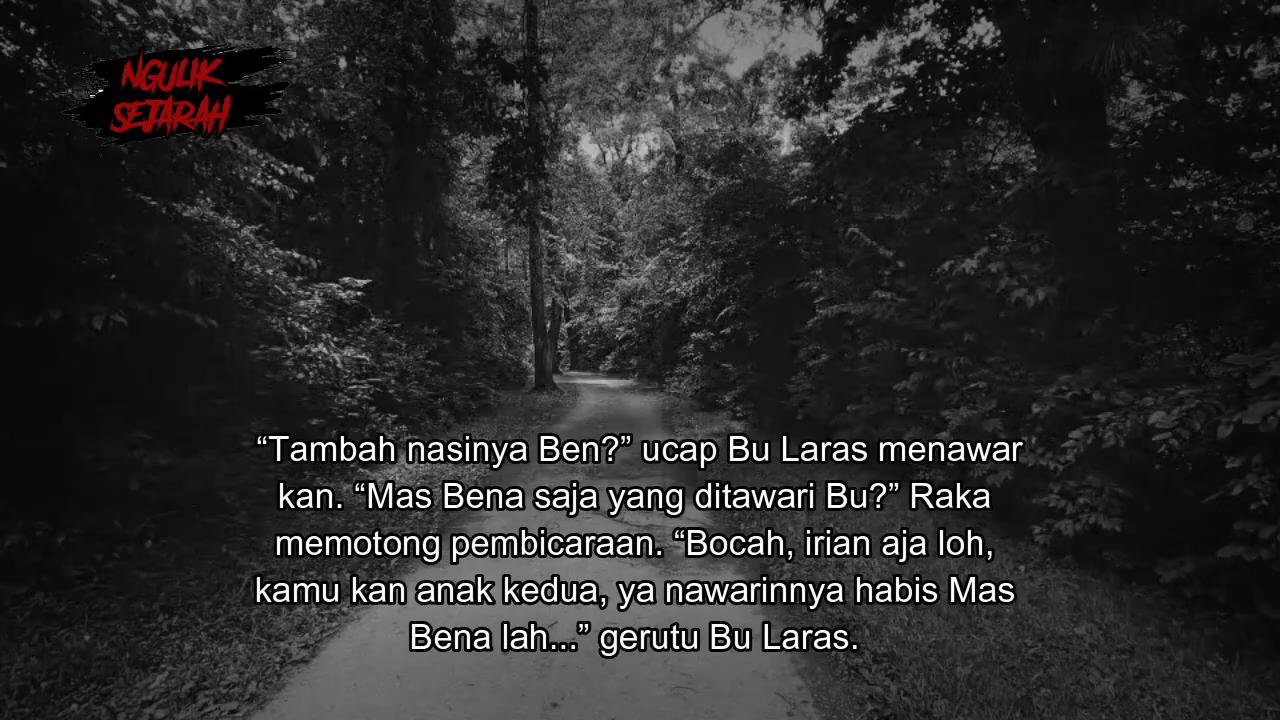 NGULIK
SEJARAH
“Tambah nasinya Ben?” ucap Bu Laras menawar
kan. “Mas Bena saja yang ditawari Bu?” Raka
memotong pembicaraan. “Bocah, irian aja loh,
kamu kan anak kedua, ya nawarinnya habis Mas
Bena lah...” gerutu Bu Laras.